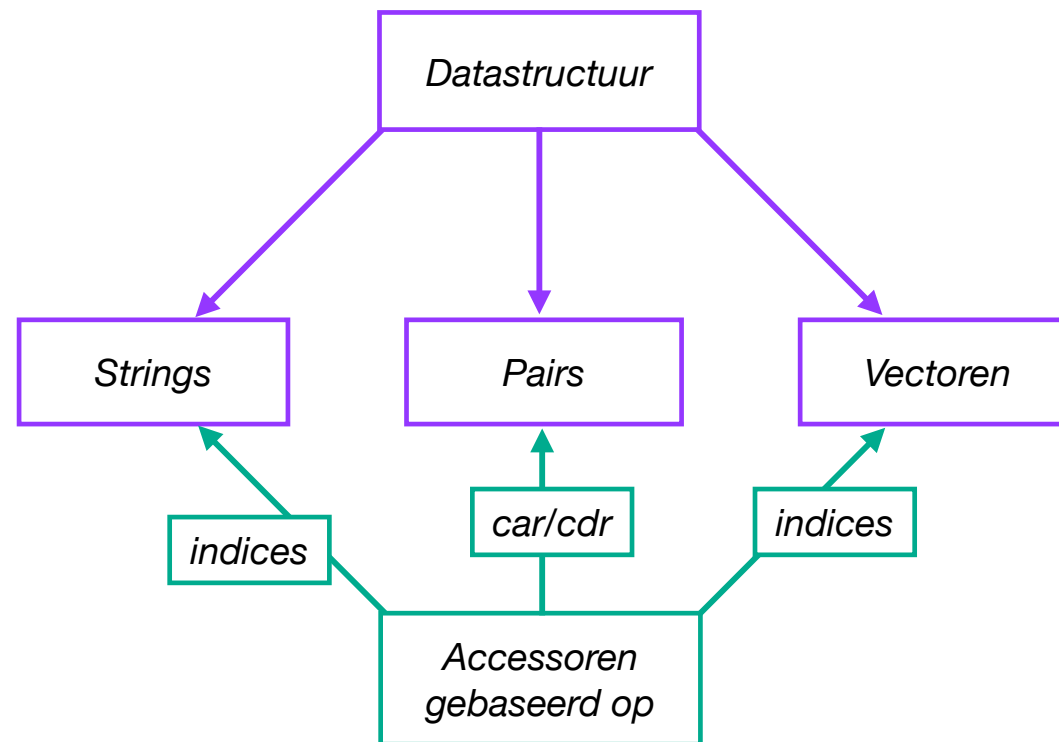 Datastructuur
Strings
Pairs
Vectoren
indices
car/cdr
indices
Accessoren
gebaseerd op